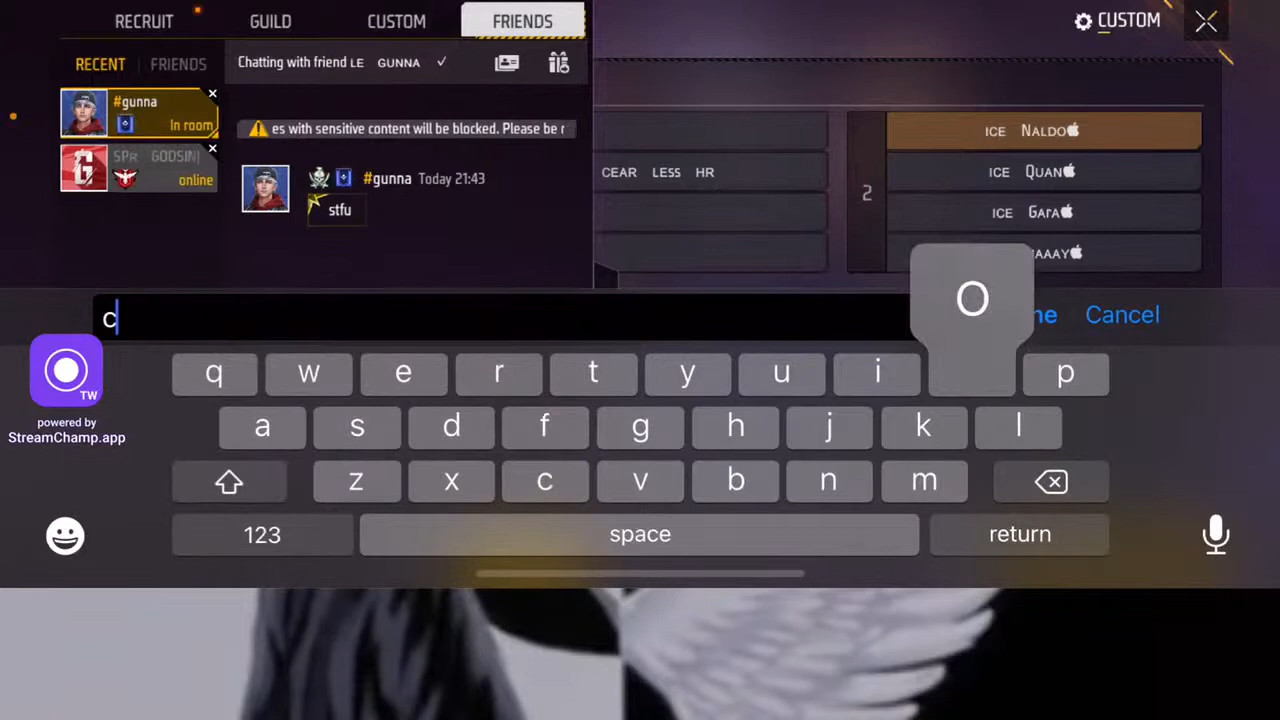 RECRUIT
GUILD
CUSTOM
FRIENDS
CUSTOM
RECENT
FRIENDS
Chatting with friend LE GUNNA ✓
#gunna
In room
SPr GODSIN
online
es with sensitive content will be blocked. Please be r
#gunna Today 21:43
stfu
CEAR LESS HR
2
ICE NALDO
ICE QUAN
ICE GAra
AAAY
c
O
ne
Cancel
q w e r t y u i p
a s d f g h j k l
z x c v b n m
123
space
return
TW
powered by
StreamChamp.app